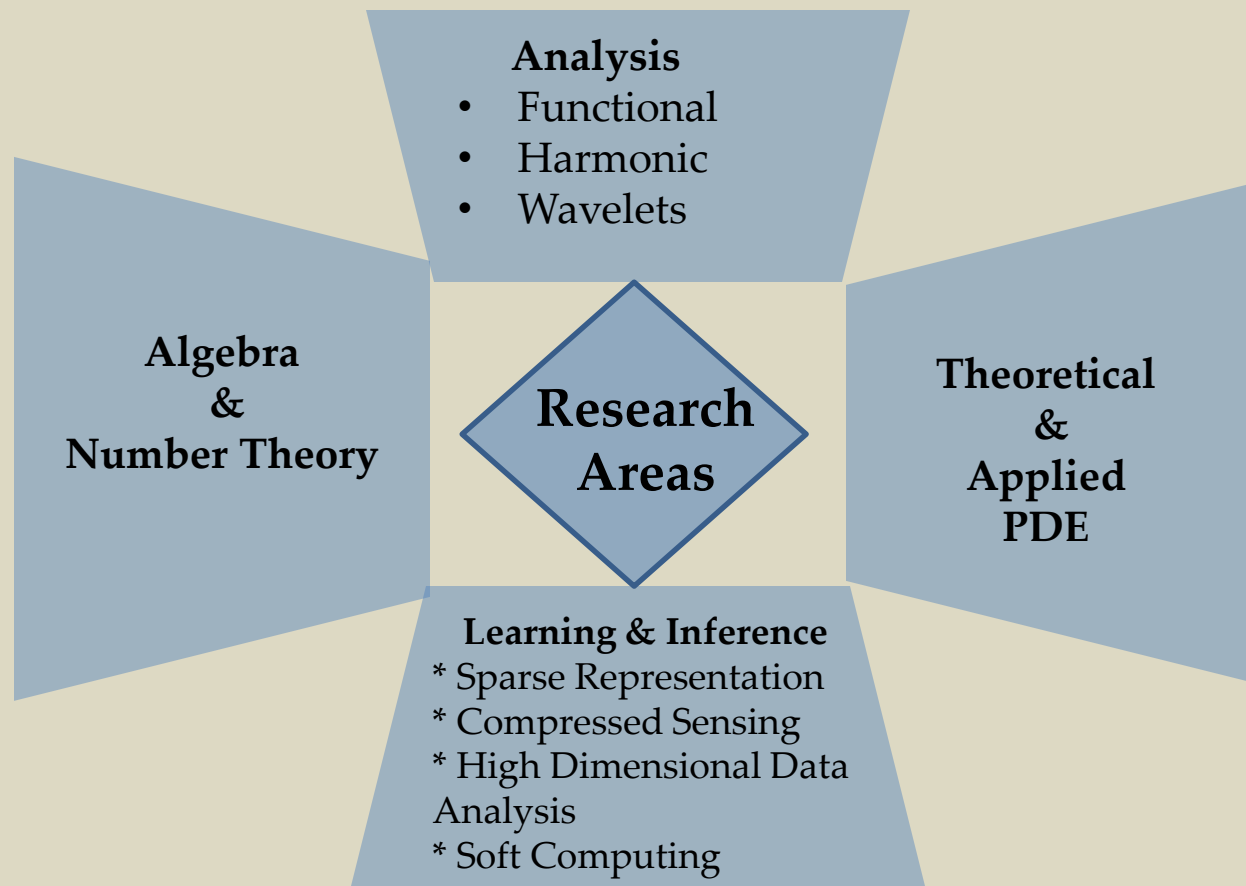 Analysis
• Functional
• Harmonic
• Wavelets
Algebra
&
Number Theory
Research
Areas
Theoretical
&
Applied
PDE
Learning & Inference
* Sparse Representation
* Compressed Sensing
* High Dimensional Data
Analysis
* Soft Computing